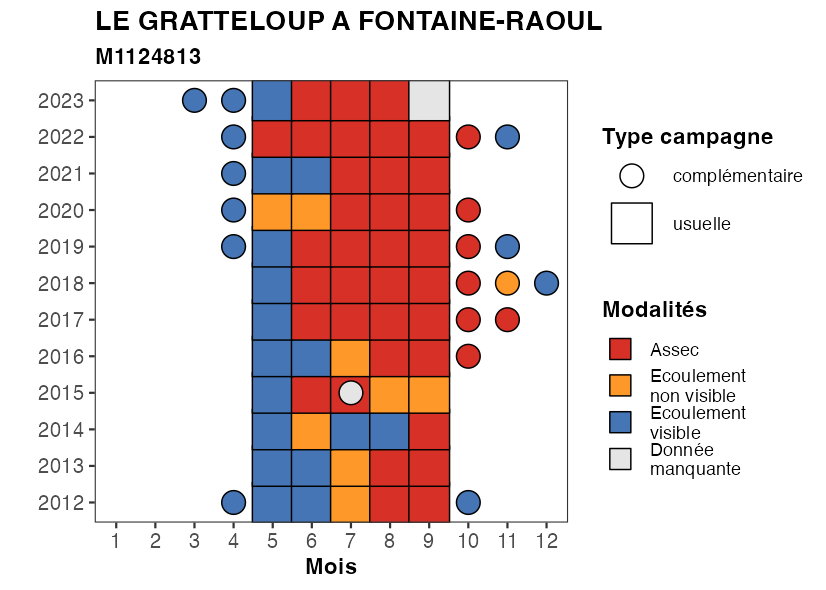 LE GRATTELOUP A FONTAINE-RAOUL
M1124813
2023
2022
2021
2020
2019
2018
2017
2016
2015
2014
2013
2012
1 2 3 4 5 6 7 8 9 10 11 12
Mois
Type campagne
complémentaire
usuelle
Modalités
Assec
Ecoulement
non visible
Ecoulement
visible
Donnée
manquante